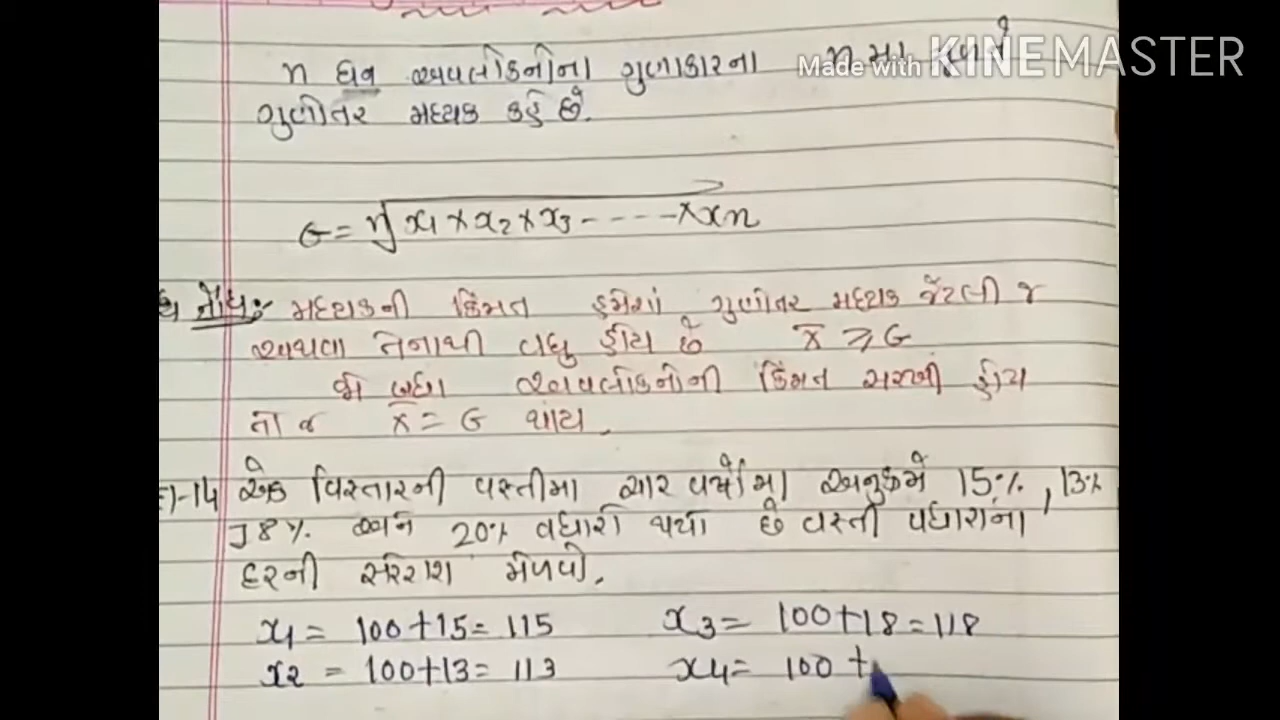 Made with KINEMASTER
n ઘન અવલોકનોના ગુણાકારના n મા
ગુણોતર મધ્યક કહે છે.
G = n√x1 × x2 × x3 - - - - - × xn
નોંધ: મધ્યકની કિંમત હંમેશાં ગુણોતર મધ્યક જેટલી જ
અથવા તેનાથી વધુ હોય છે x̄ ⩾ G
જો બધા અવલોકનોની કિંમત સરખી હોય
તો જ x̄ = G થાય.
-14 એક વિસ્તારની વસ્તીમાં ચાર વર્ષોમાં અનુક્રમે 15%, 13%
18% અને 20% વધારો થયો છે વસ્તી વધારાના
દરની સરેરાશ મેળવો.
x1 = 100+15= 115 x3 = 100+18=118
x2 = 100+13= 113 x4 = 100 +